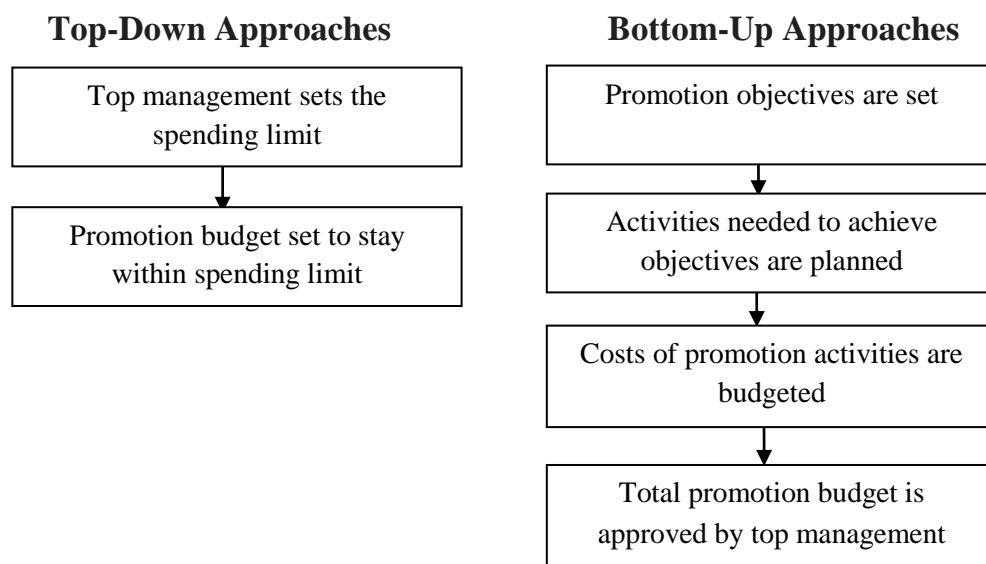 Top-Down Approaches
Top management sets the
spending limit
Promotion budget set to stay
within spending limit
Bottom-Up Approaches
Promotion objectives are set
Activities needed to achieve
objectives are planned
Costs of promotion activities are
budgeted
Total promotion budget is
approved by top management